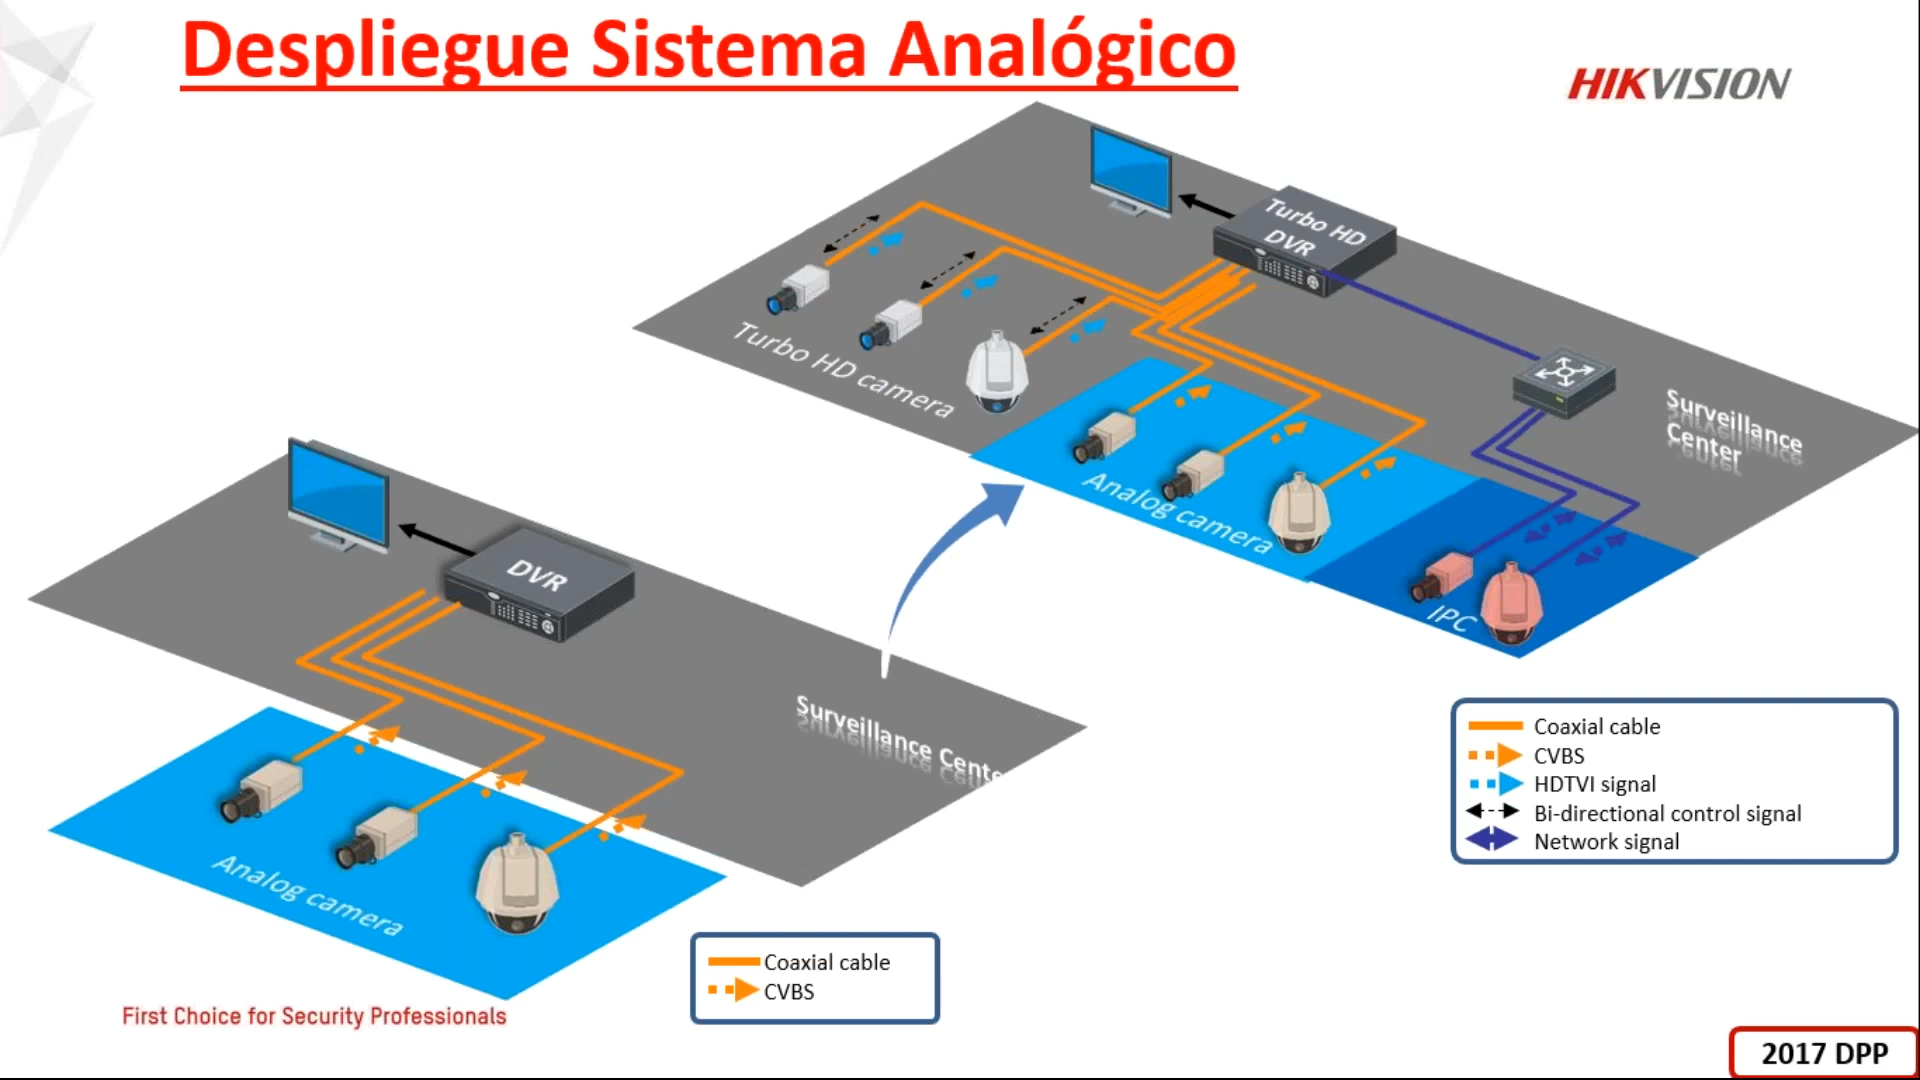 Despliegue Sistema Analógico
HIKVISION
Turbo HD
DVR
Turbo HD camera
Surveillance
Center
Analog camera
IPC
DVR
Surveillance Cente
Analog camera
Coaxial cable
CVBS
HDTVI signal
Bi-directional control signal
Network signal
Coaxial cable
CVBS
First Choice for Security Professionals
2017 DPP